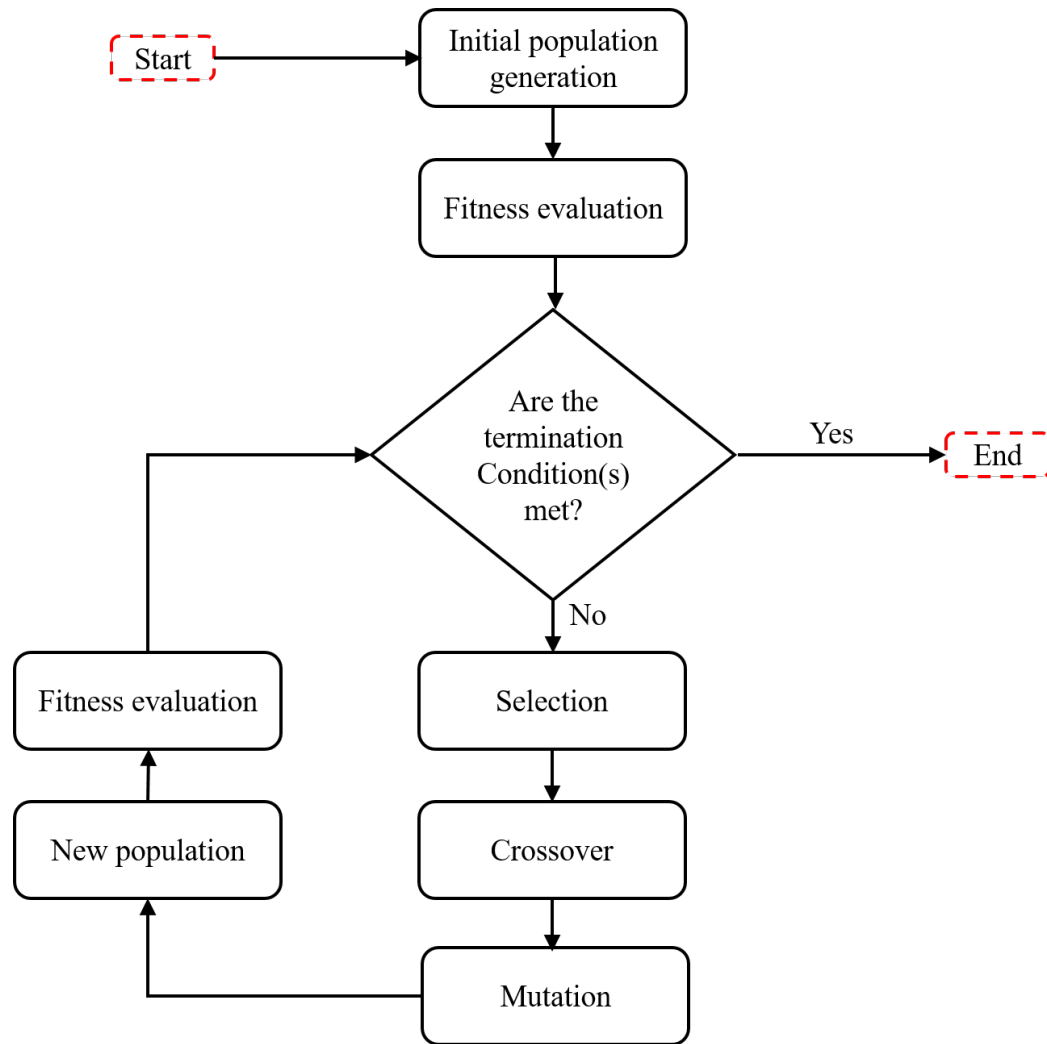 Start
Initial population
generation
Fitness evaluation
Are the
termination
Condition(s)
met?
Yes
End
No
Selection
Crossover
Mutation
New population
Fitness evaluation